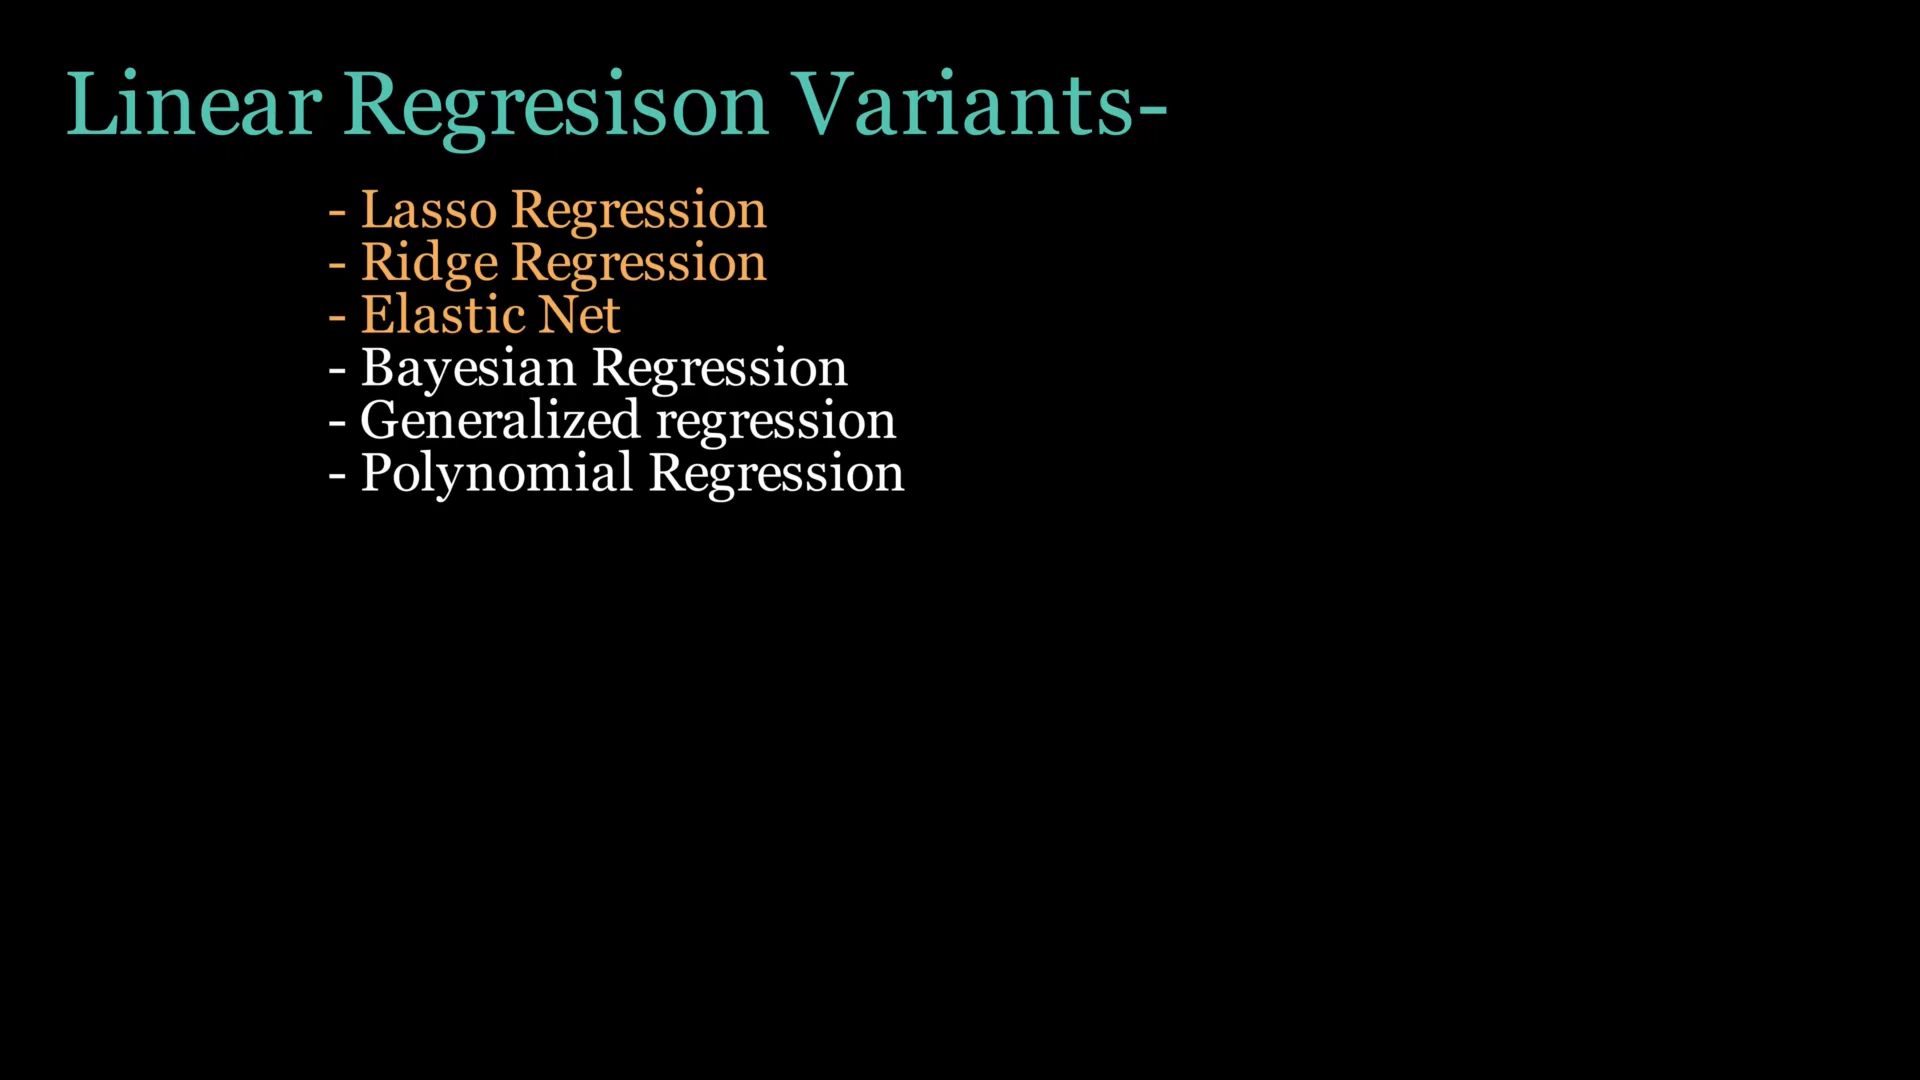 Linear Regresison Variants-
- Lasso Regression
- Ridge Regression
- Elastic Net
- Bayesian Regression
- Generalized regression
- Polynomial Regression